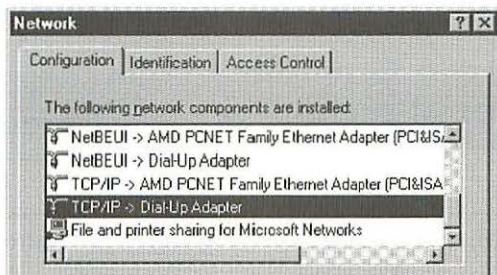 Network
Configuration Identification Access Control
The following network components are installed:
NetBEUI -> AMD PCNET Family Ethernet Adapter (PCI&ISA
NetBEUI -> Dial-Up Adapter
TCP/IP -> AMD PCNET Family Ethernet Adapter (PCI&ISA
TCP/IP -> Dial-Up Adapter
File and printer sharing for Microsoft Networks